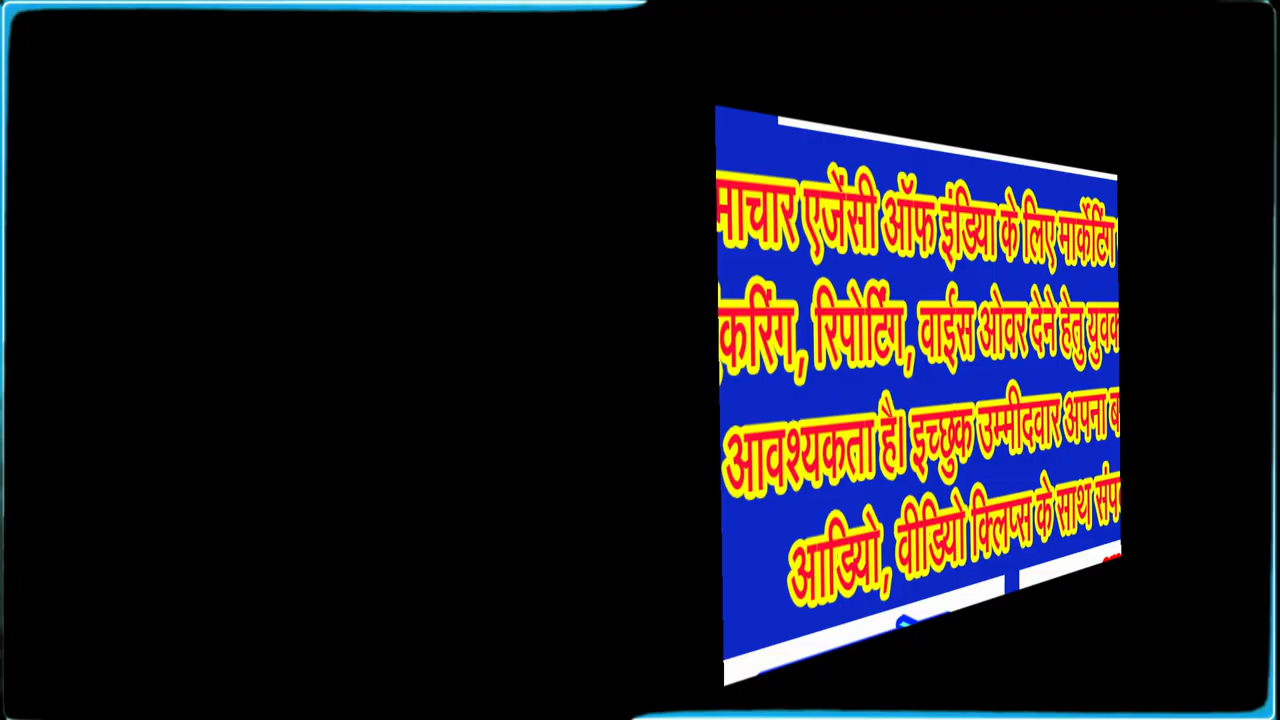 माचार एजेंसी ऑफ इंडिया के लिए मार्केटिंग
करिंग, रिपोर्टिंग, वाईस ओवर देने हेतु युवक
आवश्यकता है। इच्छुक उम्मीदवार अपना
आडियो, वीडियो क्लिप्स के साथ संप